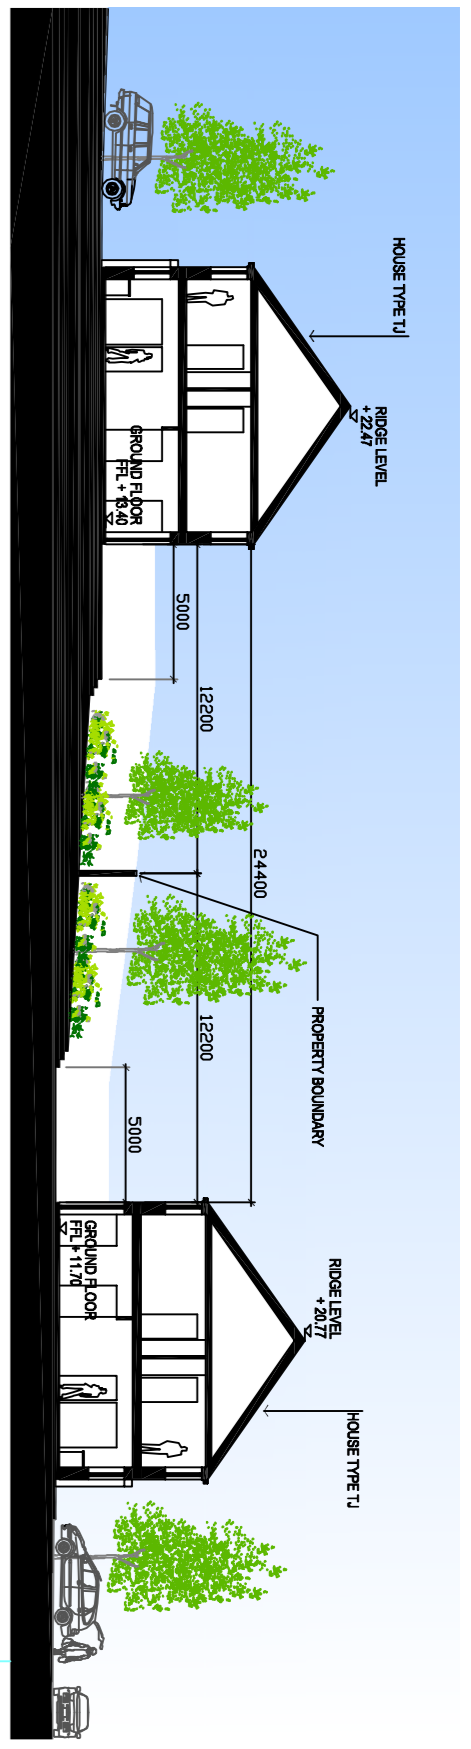 HOUSE TYPE TJ
RIDGE LEVEL
+ 22.47
GROUND FLOOR
FFL + 13.40
5000
12200
24400
PROPERTY BOUNDARY
12200
5000
RIDGE LEVEL
+ 20.77
HOUSE TYPE TJ
GROUND FLOOR
FFL + 11.70